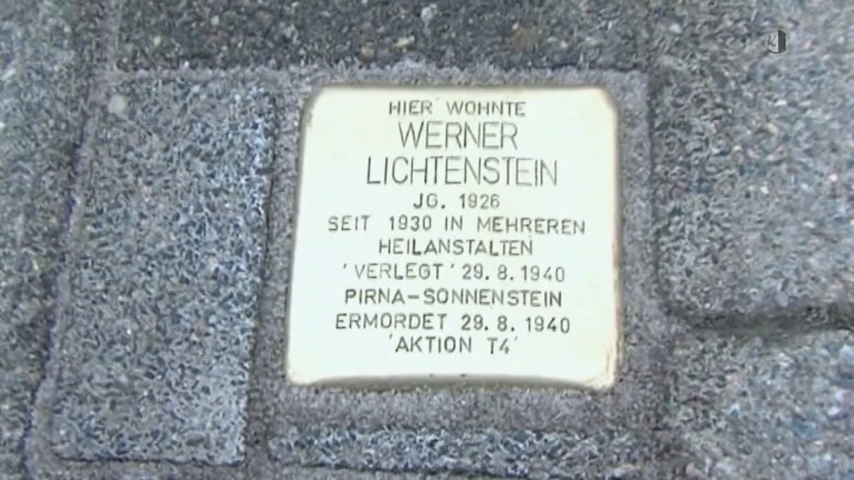 HIER WOHNTE
WERNER
LICHTENSTEIN
JG. 1926
SEIT 1930 IN MEHREREN
HEILANSTALTEN
'VERLEGT' 29.8.1940
PIRNA-SONNENSTEIN
ERMORDET 29.8.1940
'AKTION T4'